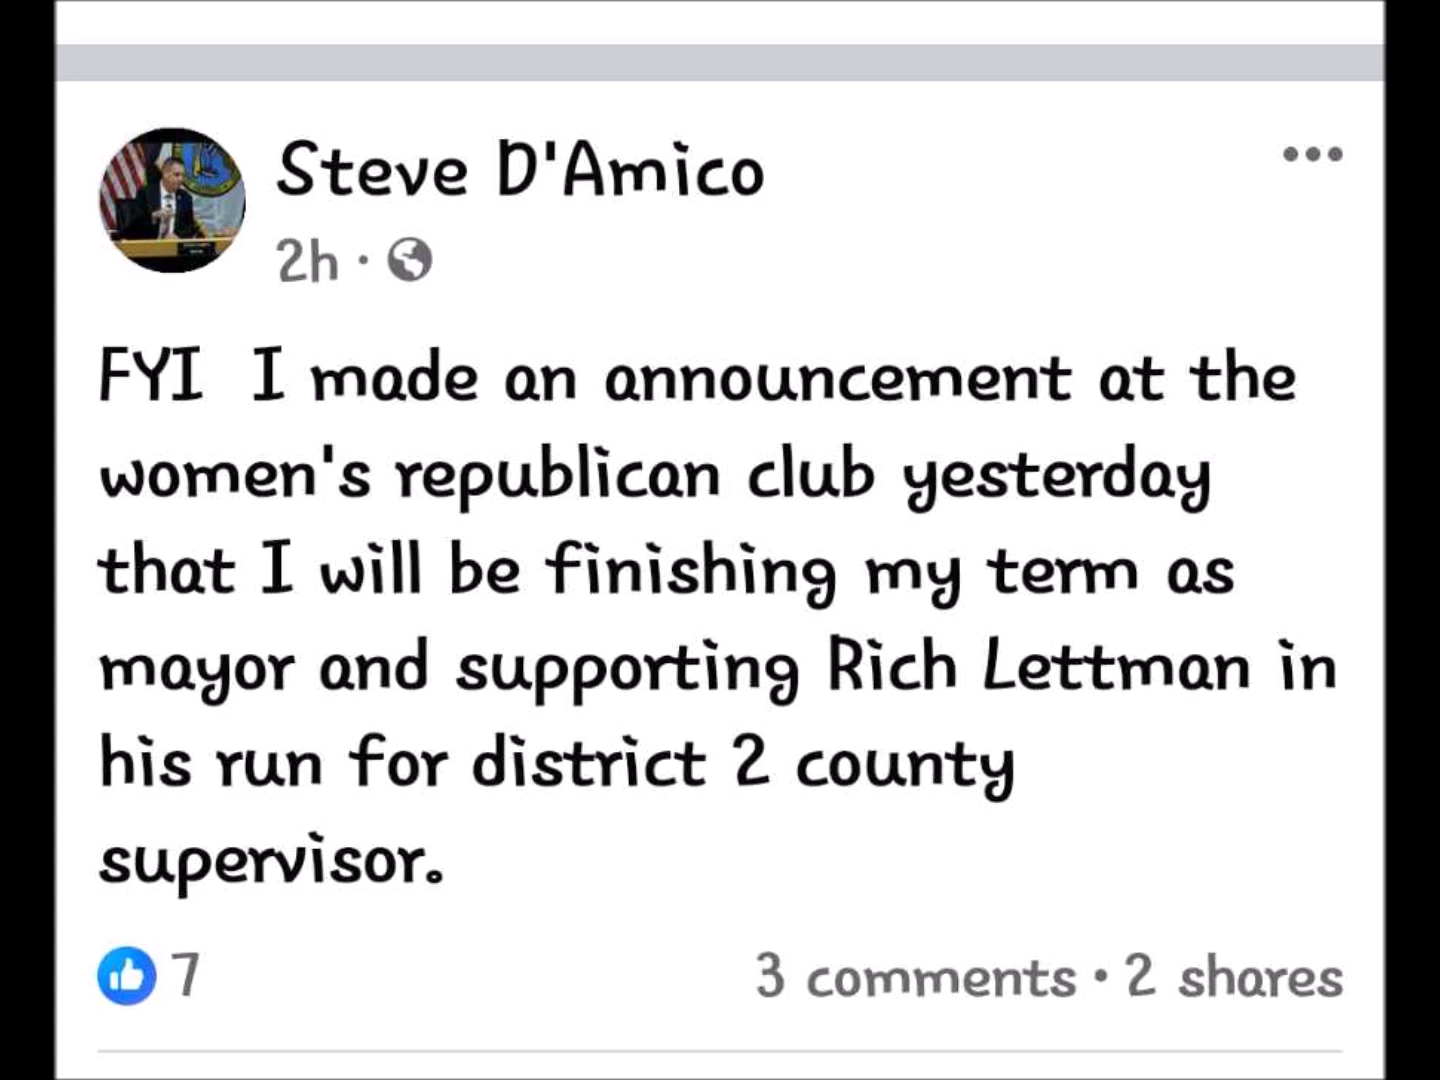 Steve D'Amico
2h ·
FYI  I made an announcement at the
women's republican club yesterday
that I will be finishing my term as
mayor and supporting Rich Lettman in
his run for district 2 county
supervisor.
7
3 comments • 2 shares